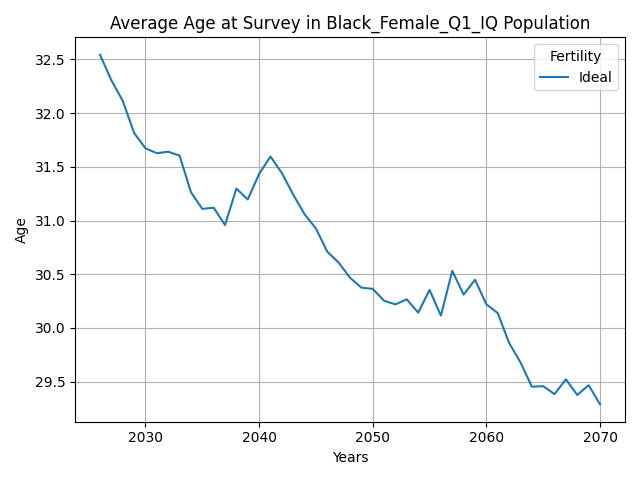 Average Age at Survey in Black_Female_Q1_IQ Population
Fertility
Ideal
32.5
32.0
31.5
31.0
30.5
30.0
29.5
Age
2030 2040 2050 2060 2070
Years